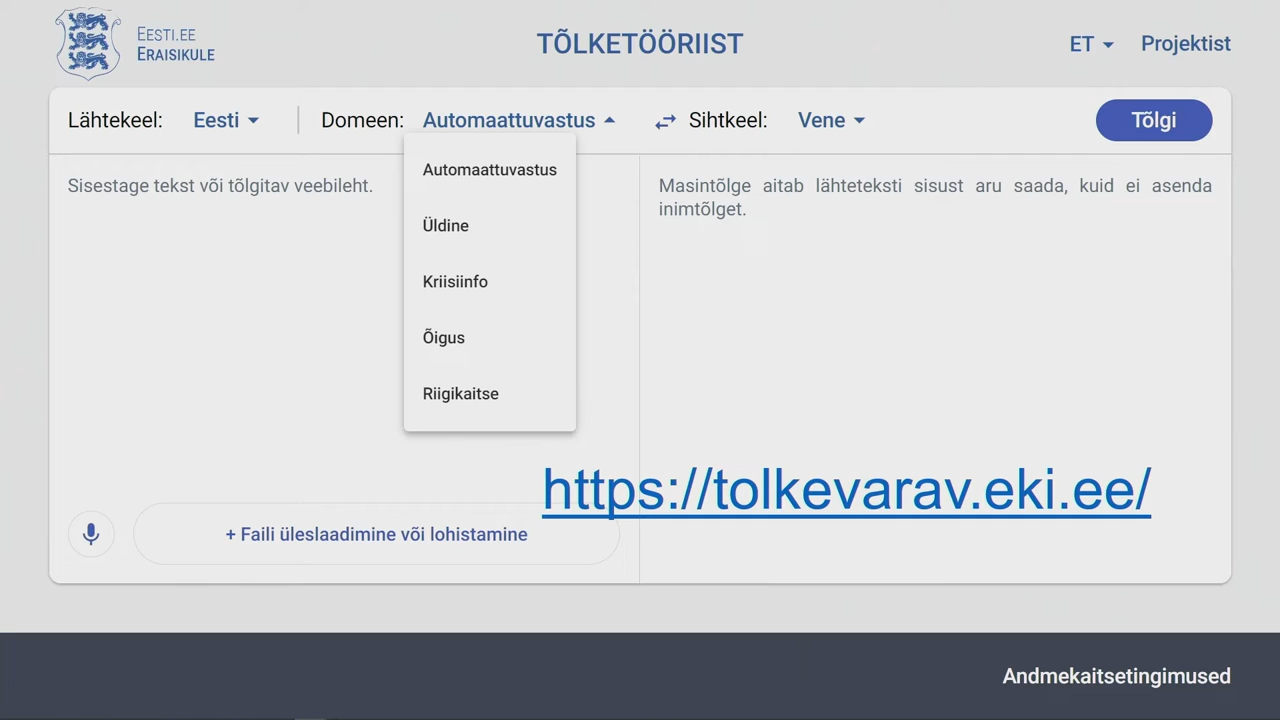 EESTI.EE
ERAISIKULE
TÕLKETÖÖRIIST
ET
Projektist
Lähtekeel: Eesti
Domeen: Automaattuvastus
Sihtkeel: Vene
Tõlgi
Sisestage tekst või tõlgitav veebileht.
Automaattuvastus
Üldine
Kriisiinfo
Õigus
Riigikaitse
Masintõlge aitab lähteteksti sisust aru saada, kuid ei asenda
inimtõlget.
https://tolkevarav.eki.ee/
+ Faili üleslaadimine või lohistamine
Andmekaitsetingimused